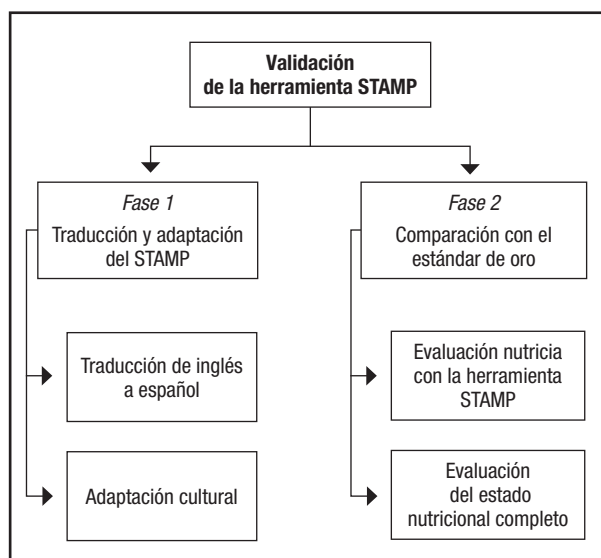 Validación
de la herramienta STAMP
Fase 1
Traducción y adaptación
del STAMP
Traducción de inglés
a español
Adaptación cultural
Fase 2
Comparación con el
estándar de oro
Evaluación nutricia
con la herramienta
STAMP
Evaluación
del estado
nutricional completo